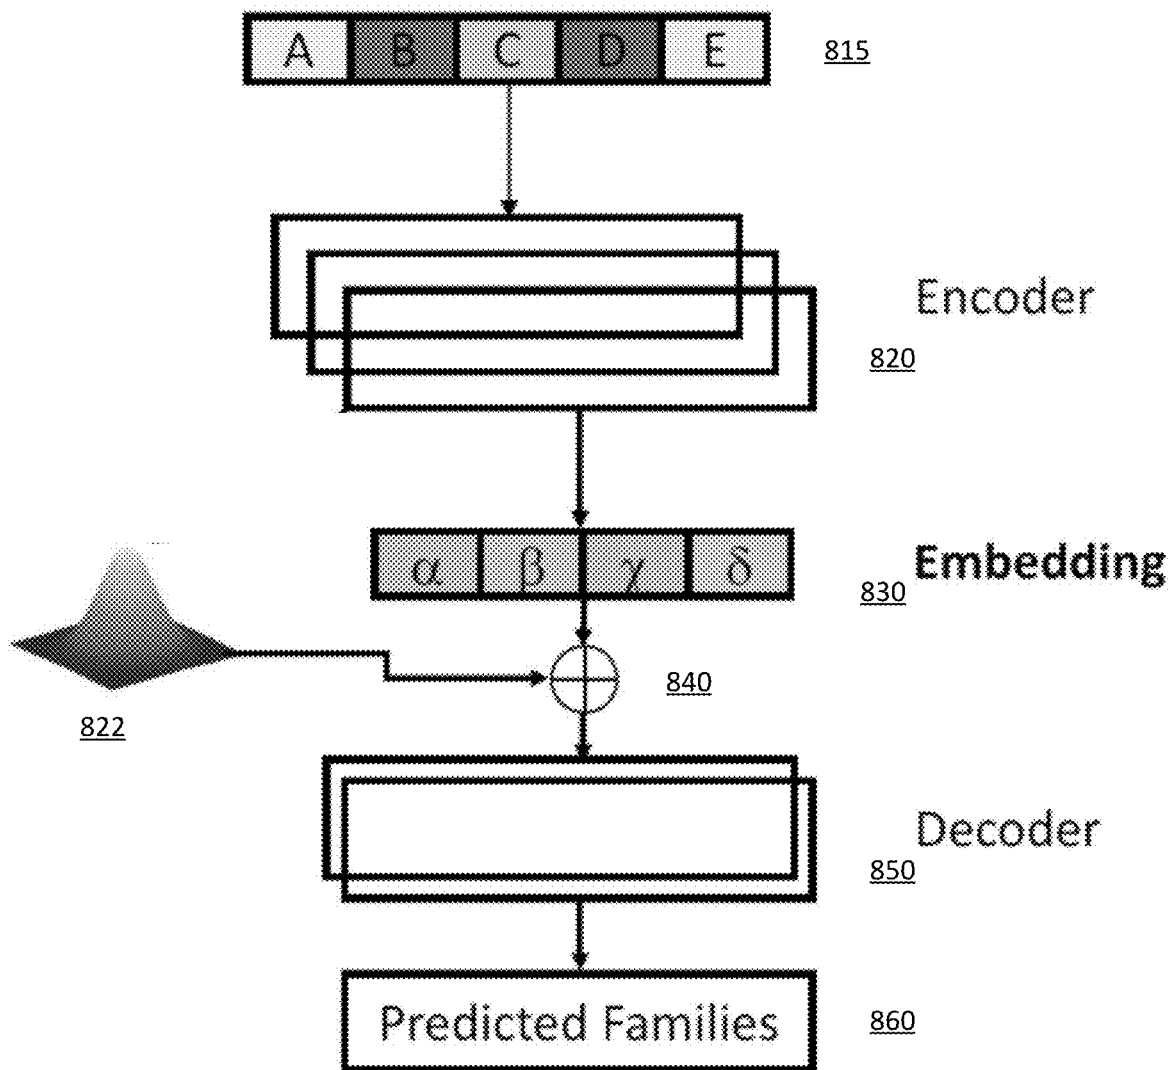 A B C D E 815
Encoder
820
α β χ δ
Embedding
830
840
822
Decoder
850
Predicted Families 860